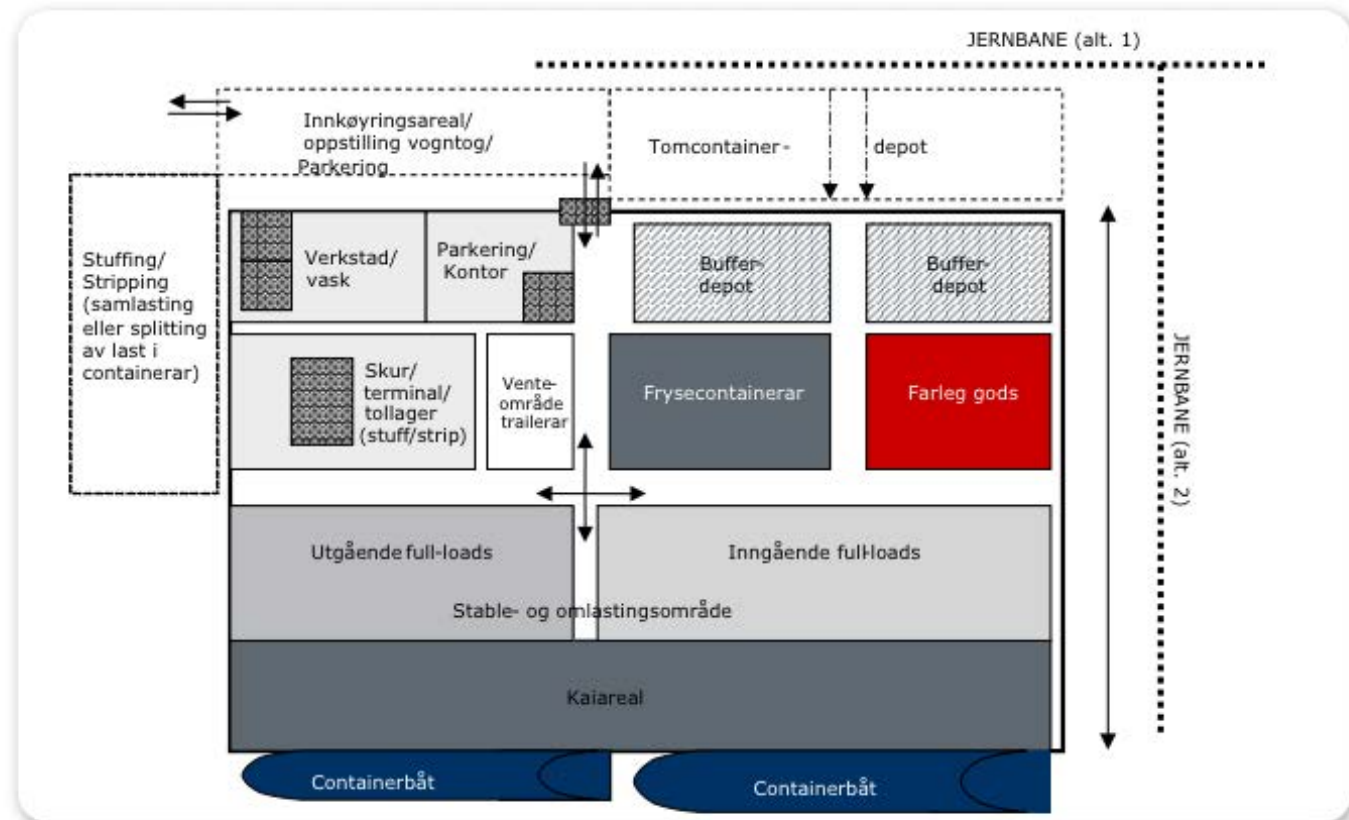 JERNBANE (alt. 1)
Innkøyringsareal/
oppstilling vogntog/
Parkering
Tomcontainer-
depot
Stuffing/
Stripping
(samlasting
eller splitting
av last i
containerar)
Verkstad/
vask
Parkering/
Kontor
Buffer-
depot
Buffer-
depot
JERNBANE (alt. 2)
Skur/
terminal/
tollager
(stuff/strip)
Vente-
område
trailerar
Frysecontainerar
Farleg gods
Utgående full-loads
Inngående full-loads
Stable- og omlastingsområde
Kaiareal
Containerbåt
Containerbåt